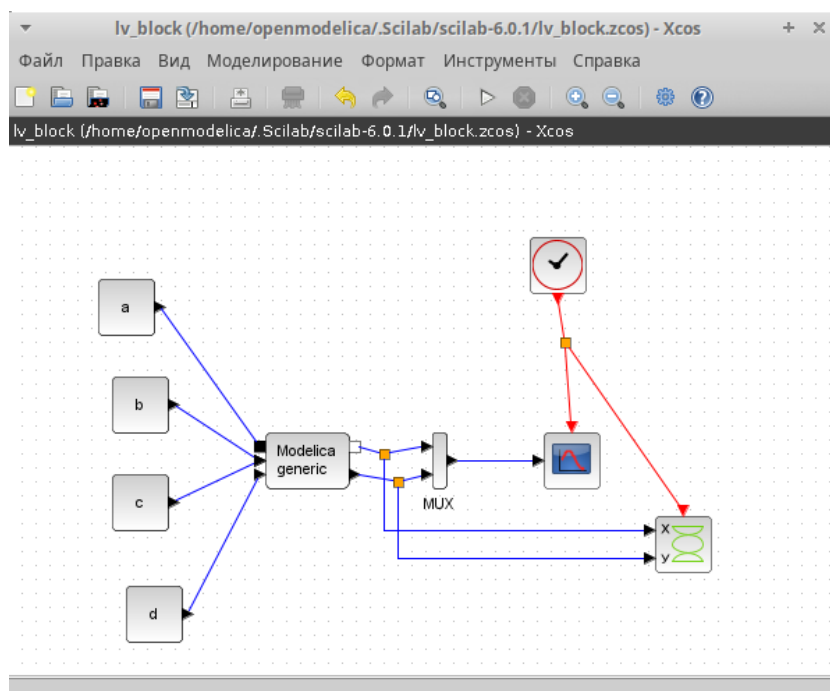 lv_block (/home/openmodelica/.Scilab/scilab-6.0.1/lv_block.zcos) - Xcos
Файл Правка Вид Моделирование Формат Инструменты Справка
lv_block (/home/openmodelica/.Scilab/scilab-6.0.1/lv_block.zcos) - Xcos
a
b
c
d
Modelica
generic
MUX
X
y